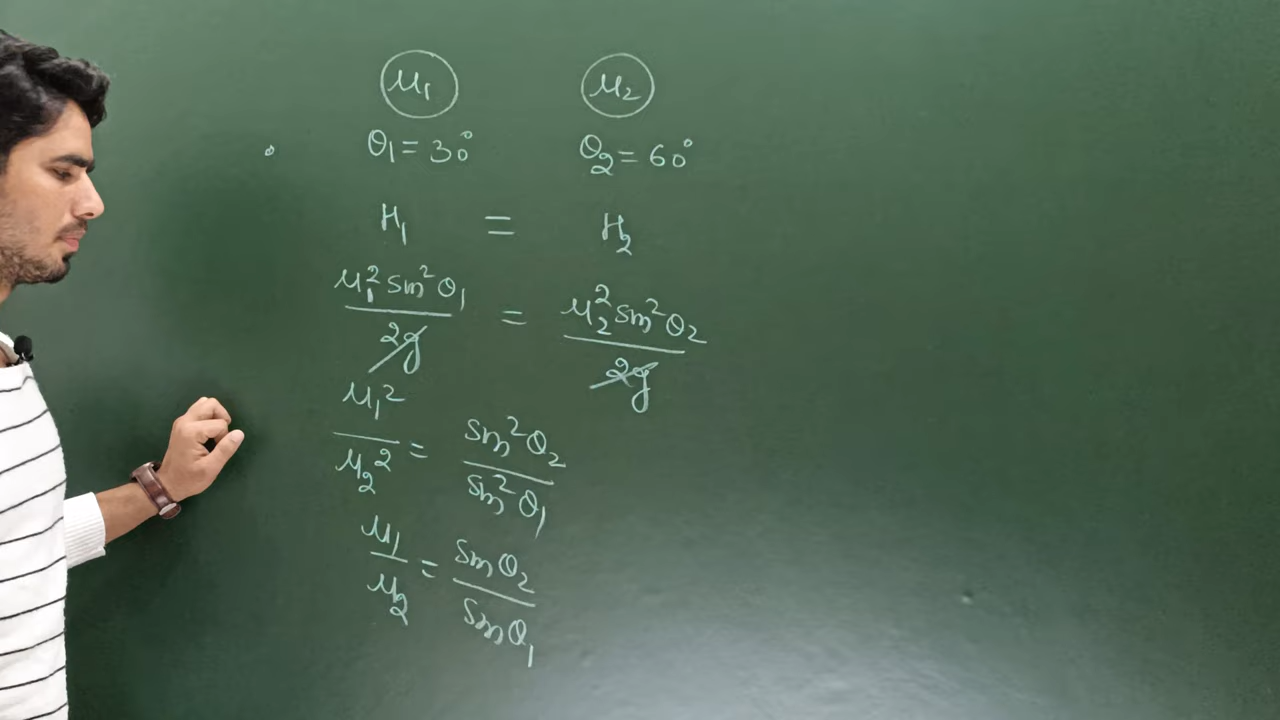 u₁ u₂
θ₁ = 30° θ₂ = 60°
H₁ = H₂
u₁² sin² θ₁ / 2g = u₂² sin² θ₂ / 2g
u₁² / u₂² = sin² θ₂ / sin² θ₁
u₁ / u₂ = sin θ₂ / sin θ₁